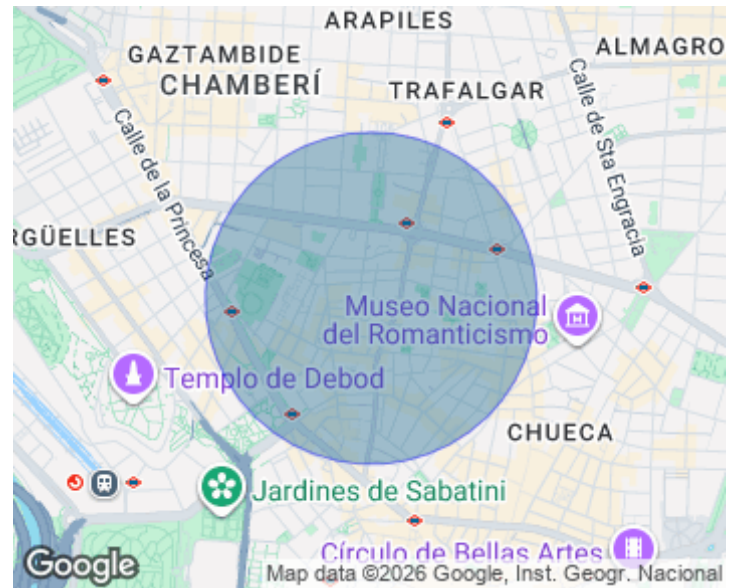 ARAPILES
GAZTAMBIDE
CHAMBERÍ
ALMAGRO
TRAFALGAR
Calle de Sta Engracia
Calle de la Princesa
RGÜELLES
Museo Nacional
del Romanticismo
Templo de Debod
CHUECA
Jardines de Sabatini
Círculo de Bellas Artes
Google
Map data ©2026 Google, Inst. Geogr. Nacional